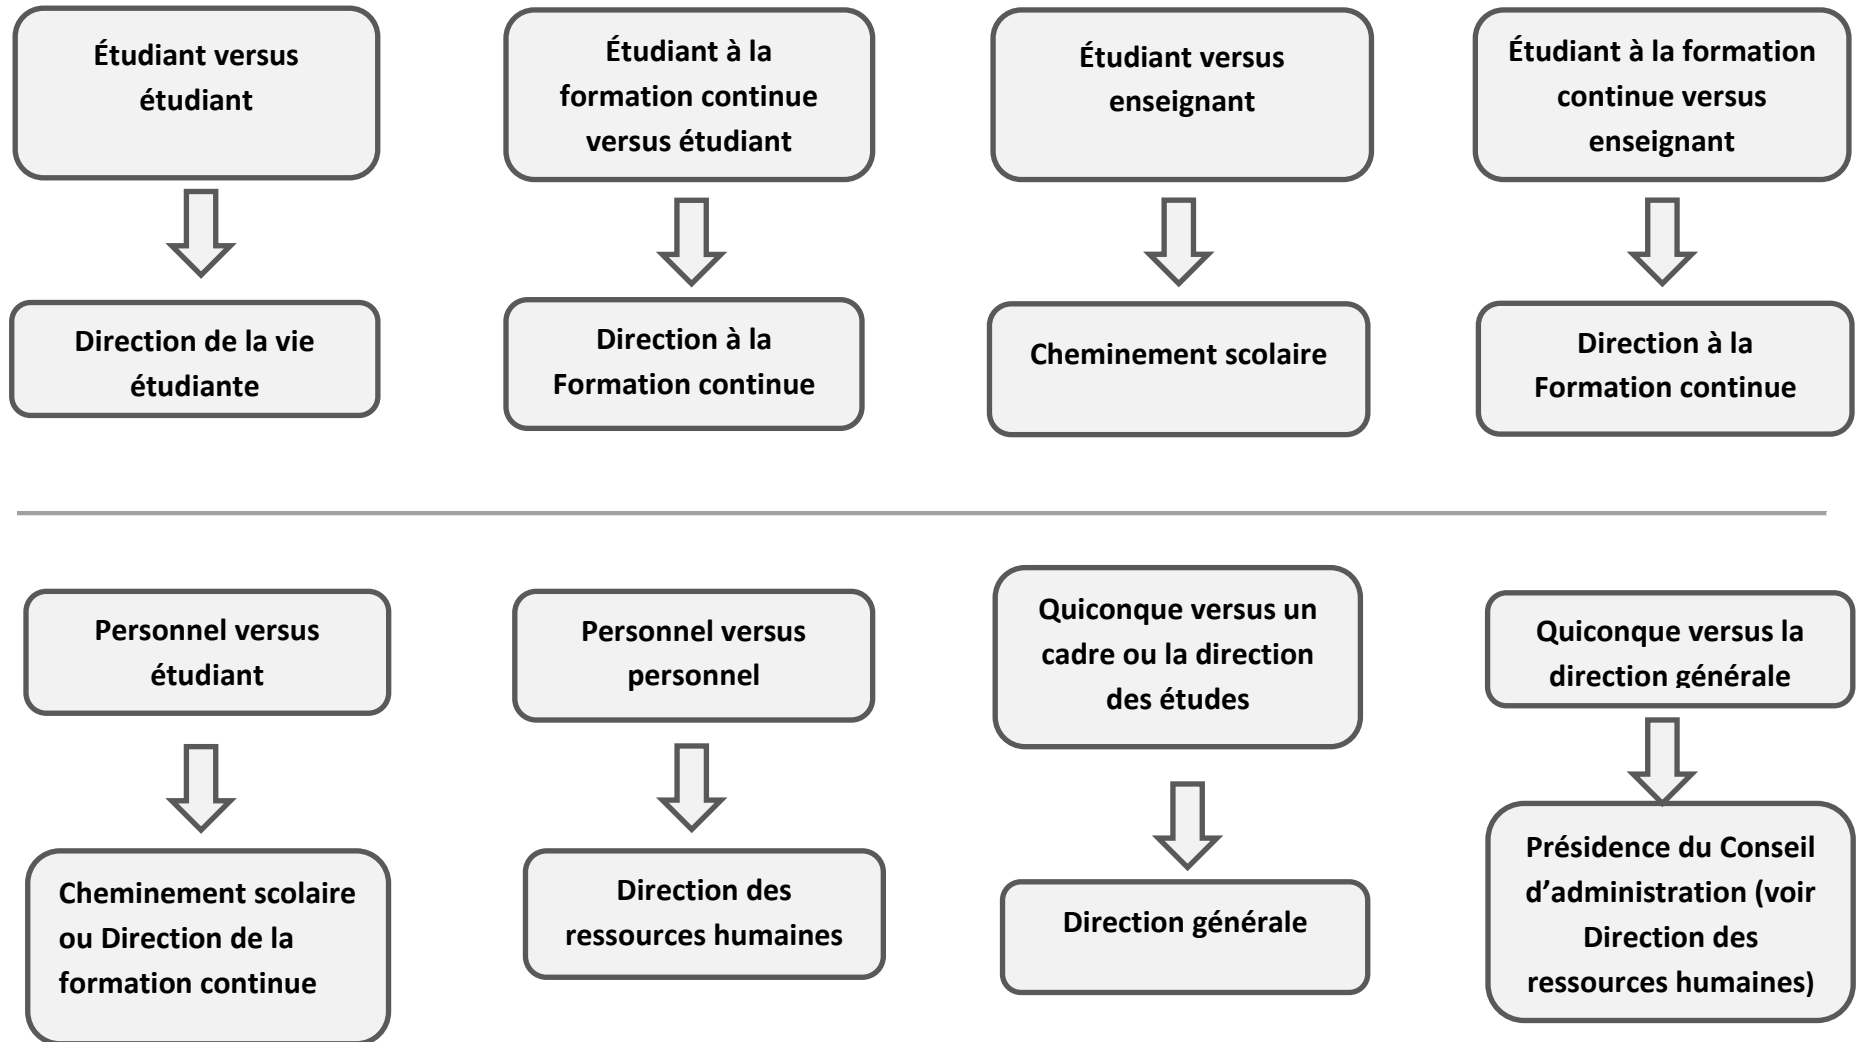 Étudiant versus
étudiant
Étudiant à la
formation continue
versus étudiant
Étudiant versus
enseignant
Étudiant à la formation
continue versus
enseignant
Direction de la vie
étudiante
Direction à la
Formation continue
Cheminement scolaire
Direction à la
Formation continue
Personnel versus
étudiant
Personnel versus
personnel
Quiconque versus un
cadre ou la direction
des études
Quiconque versus la
direction générale
Cheminement scolaire
ou Direction de la
formation continue
Direction des
ressources humaines
Direction générale
Présidence du Conseil
d’administration (voir
Direction des
ressources humaines)